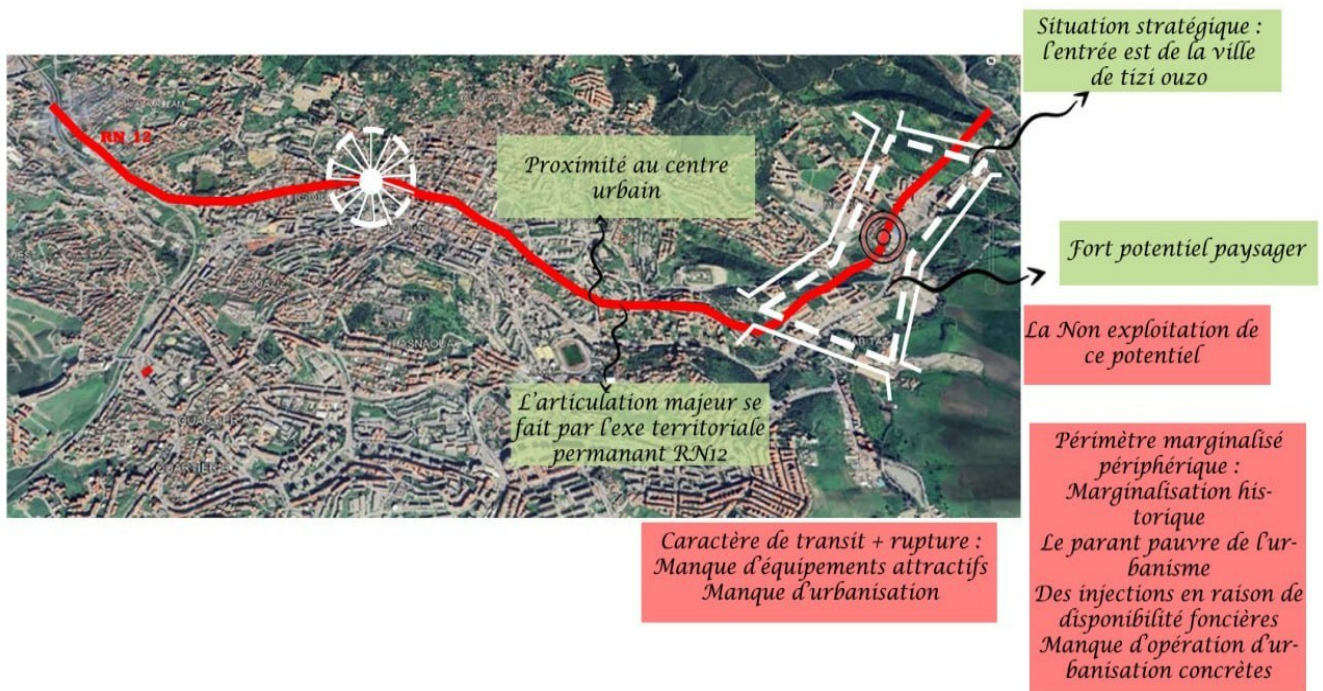 Situation stratégique :
l'entrée est de la ville
de tizi ouzo
RN 12
Proximité au centre
urbain
Fort potentiel paysager
La Non exploitation de
ce potentiel
HASNAOUA
L'articulation majeur se
fait par l'exe territoriale
permanant RN12
QUARTIER
Caractère de transit + rupture :
Manque d'équipements attractifs
Manque d'urbanisation
Périmètre marginalisé
périphérique :
Marginalisation his-
torique
Le parant pauvre de l'ur-
banisme
Des injections en raison de
disponibilité foncières
Manque d'opération d'ur-
banisation concrètes